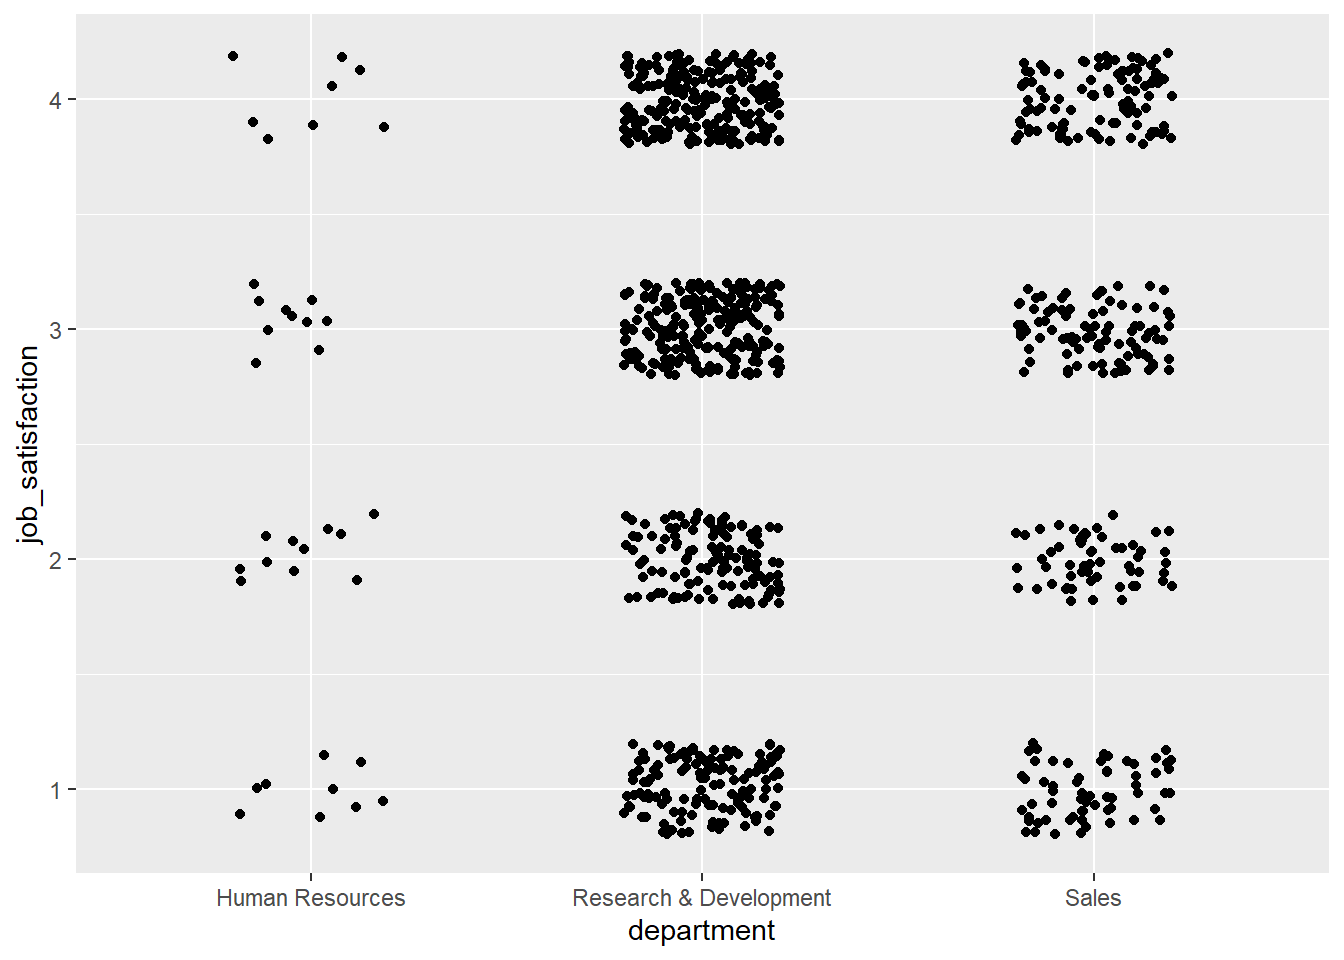 4
3
2
1
job_satisfaction
Human Resources
Research & Development
Sales
department